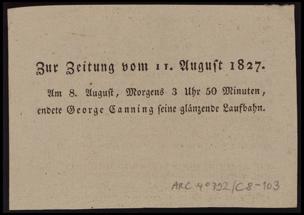 Zur Zeitung vom 11. August 1827.
Am 8. August, Morgens 3 Uhr 50 Minuten,
endete George Canning seine glänzende Laufbahn.
ARC 4° 792/C8-103